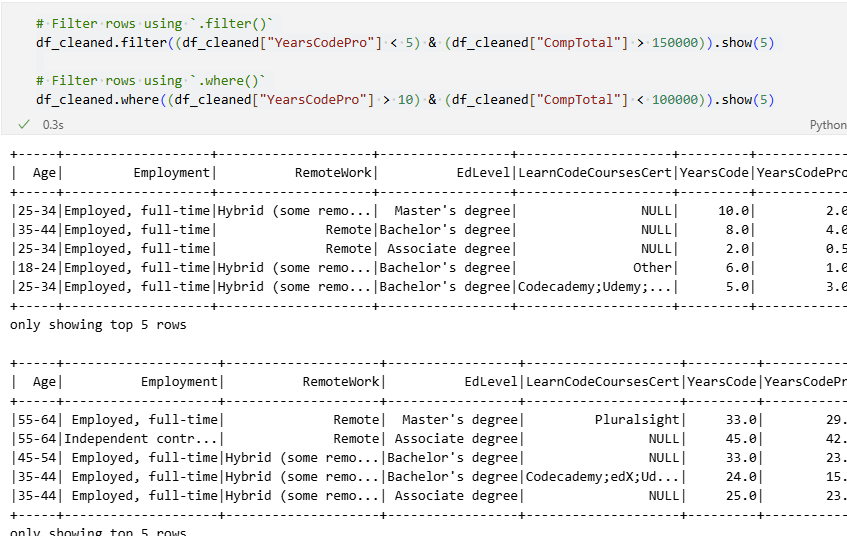 # Filter rows using `.filter()`
df_cleaned.filter((df_cleaned["YearsCodePro"] < 5) & (df_cleaned["CompTotal"] > 150000)).show(5)
# Filter rows using `.where()`
df_cleaned.where((df_cleaned["YearsCodePro"] > 10) & (df_cleaned["CompTotal"] < 100000)).show(5)
✓ 0.3s Python
+-----+------------------+--------------------+-----------------+----------------------+---------+------------
|  Age|        Employment|          RemoteWork|          EdLevel|LearnCodeCoursesCert|YearsCode|YearsCodePro
+-----+------------------+--------------------+-----------------+----------------------+---------+------------
|25-34|Employed, full-time|Hybrid (some remo...|  Master's degree|                NULL|     10.0|         2.0
|35-44|Employed, full-time|              Remote|Bachelor's degree|                NULL|      8.0|         4.0
|25-34|Employed, full-time|              Remote| Associate degree|                NULL|      2.0|         0.5
|18-24|Employed, full-time|Hybrid (some remo...|Bachelor's degree|               Other|      6.0|         1.0
|25-34|Employed, full-time|Hybrid (some remo...|Bachelor's degree|Codecademy;Udemy;...|      5.0|         3.0
+-----+------------------+--------------------+-----------------+----------------------+---------+------------
only showing top 5 rows
+-----+--------------------+--------------------+-----------------+--------------------+---------+-----------
|  Age|          Employment|          RemoteWork|          EdLevel|LearnCodeCoursesCert|YearsCode|YearsCodePr
+-----+--------------------+--------------------+-----------------+--------------------+---------+-----------
|55-64| Employed, full-time|              Remote|  Master's degree|         Pluralsight|     33.0|        29.
|55-64|Independent contr...|              Remote| Associate degree|                NULL|     45.0|        42.
|45-54| Employed, full-time|Hybrid (some remo...|Bachelor's degree|                NULL|     33.0|        23.
|35-44| Employed, full-time|Hybrid (some remo...|Bachelor's degree|Codecademy;edX;Ud...|     24.0|        15.
|35-44| Employed, full-time|Hybrid (some remo...| Associate degree|                NULL|     25.0|        23.
+-----+--------------------+--------------------+-----------------+--------------------+---------+-----------
only showing top 5 rows